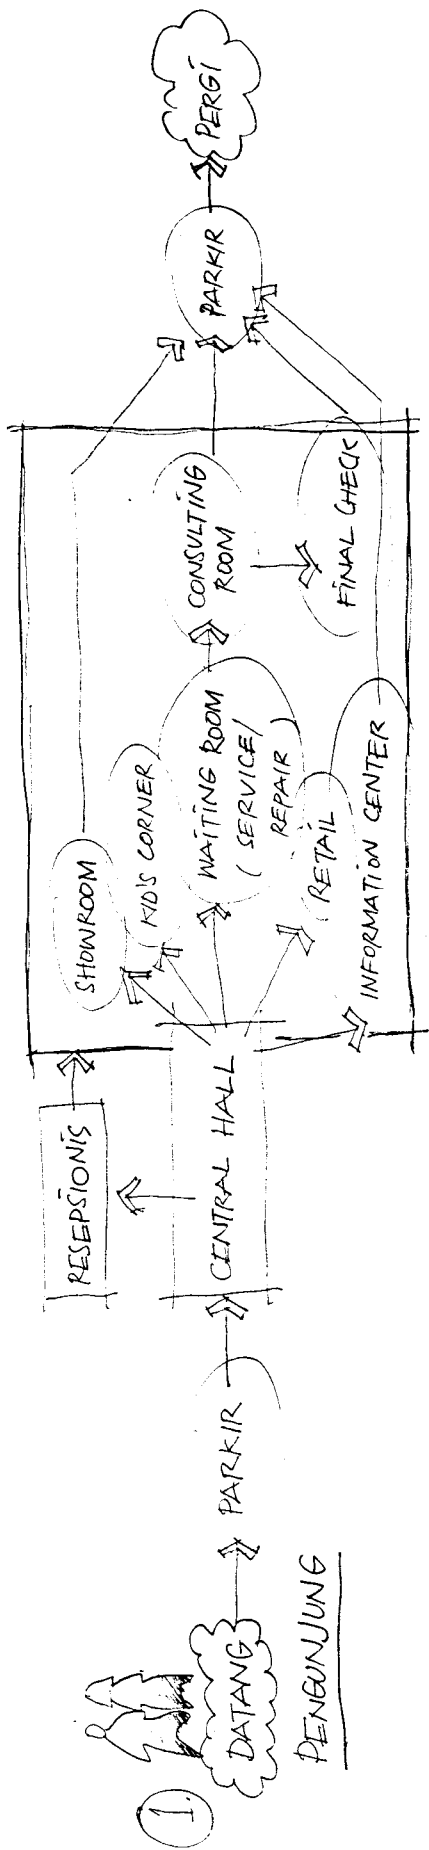 1.
DATANG
PENGUNJUNG
PARKIR
CENTRAL HALL
RESEPSIONIS
SHOWROOM
KID'S CORNER
WAITING ROOM
( SERVICE/
REPAIR )
RETAIL
INFORMATION CENTER
CONSULTING
ROOM
FINAL CHECK
PARKIR
PERGI